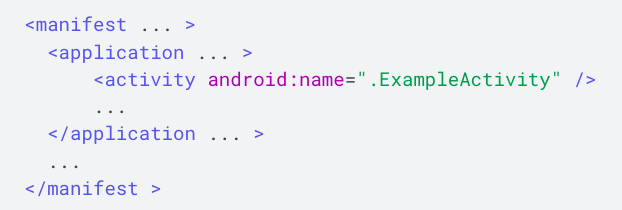 <manifest ... >
<application ... >
<activity android:name=".ExampleActivity" />
...
</application ... >
...
</manifest >